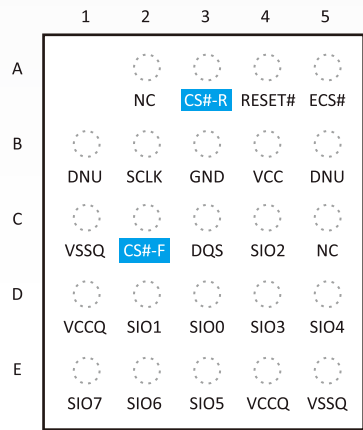 1 2 3 4 5
A
NC CS#-R RESET# ECS#
B
DNU SCLK GND VCC DNU
C
VSSQ CS#-F DQS SIO2 NC
D
VCCQ SIO1 SIO0 SIO3 SIO4
E
SIO7 SIO6 SIO5 VCCQ VSSQ